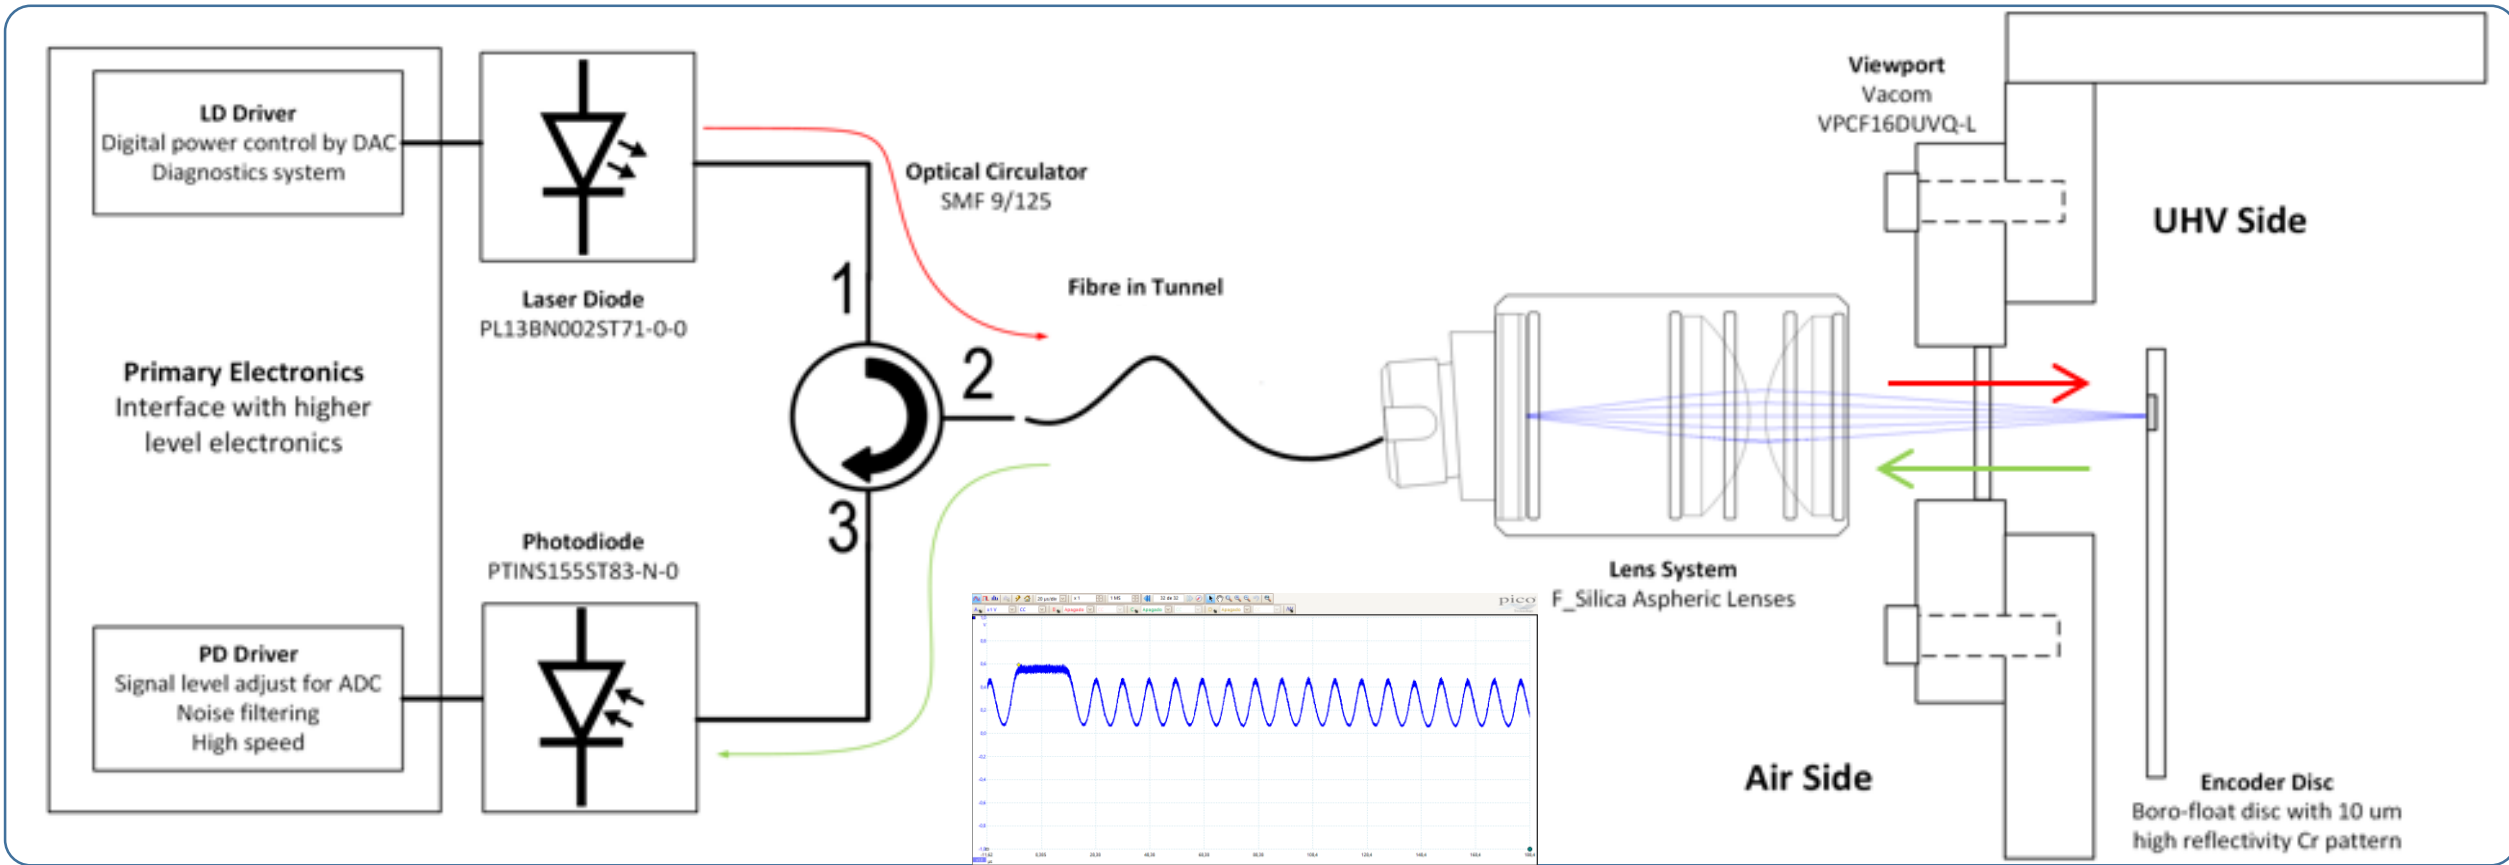 LD Driver
Digital power control by DAC
Diagnostics system
Laser Diode
PL13BN002ST71-0-0
Primary Electronics
Interface with higher
level electronics
Photodiode
PTINS155ST83-N-0
PD Driver
Signal level adjust for ADC
Noise filtering
High speed
1
2
3
Optical Circulator
SMF 9/125
Fibre in Tunnel
Lens System
F_Silica Aspheric Lenses
pico
Viewport
Vacom
VPCF16DUVQ-L
UHV Side
Air Side
Encoder Disc
Boro-float disc with 10 um
high reflectivity Cr pattern